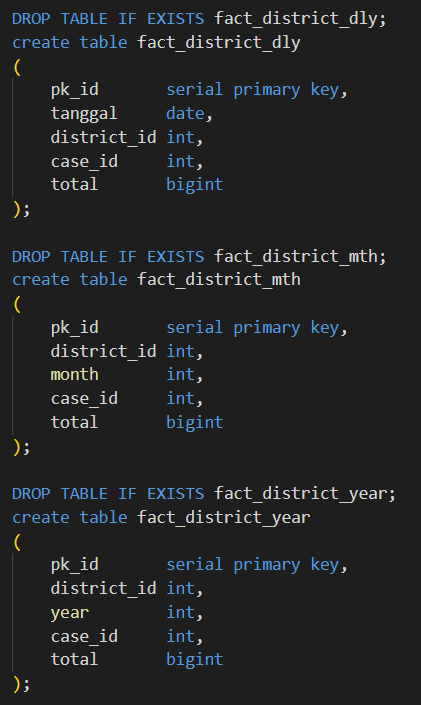 DROP TABLE IF EXISTS fact_district_dly;
create table fact_district_dly
(
    pk_id       serial primary key,
    tanggal     date,
    district_id int,
    case_id     int,
    total       bigint
);

DROP TABLE IF EXISTS fact_district_mth;
create table fact_district_mth
(
    pk_id       serial primary key,
    district_id int,
    month       int,
    case_id     int,
    total       bigint
);

DROP TABLE IF EXISTS fact_district_year;
create table fact_district_year
(
    pk_id       serial primary key,
    district_id int,
    year        int,
    case_id     int,
    total       bigint
);